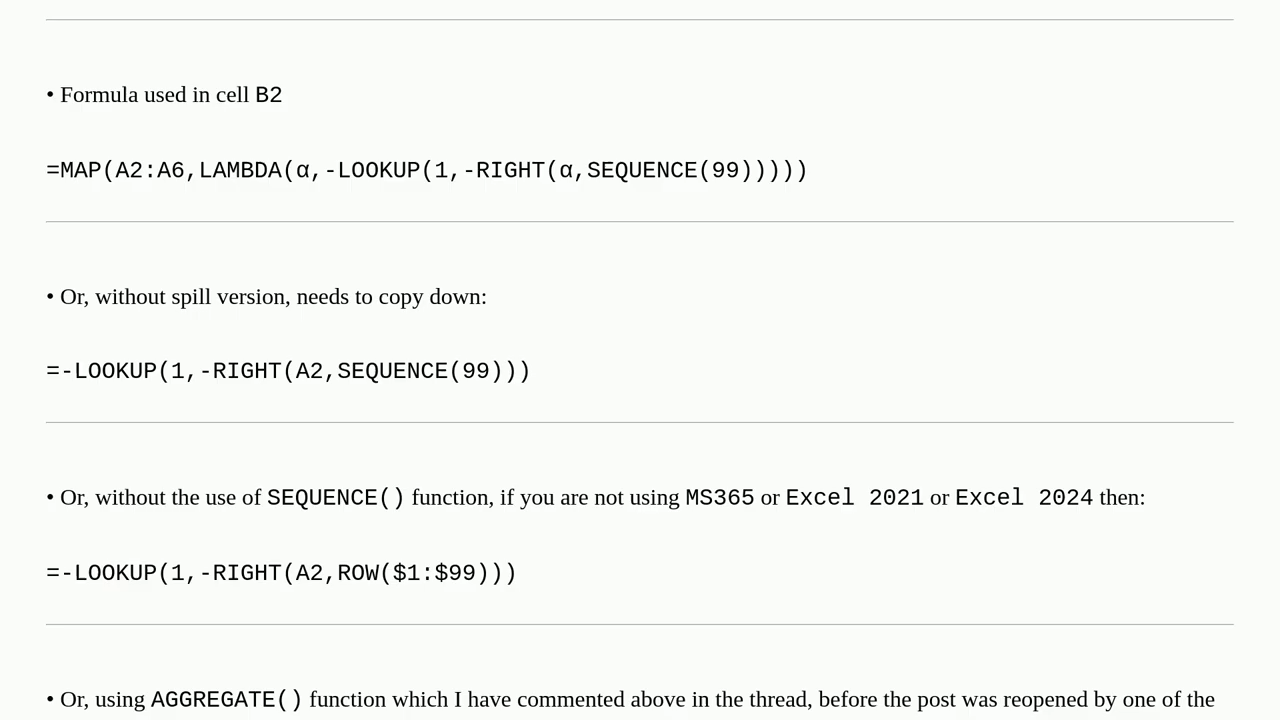 • Formula used in cell B2
=MAP(A2:A6,LAMBDA(α,-LOOKUP(1,-RIGHT(α,SEQUENCE(99)))))
• Or, without spill version, needs to copy down:
=-LOOKUP(1,-RIGHT(A2,SEQUENCE(99)))
• Or, without the use of SEQUENCE() function, if you are not using MS365 or Excel 2021 or Excel 2024 then:
=-LOOKUP(1,-RIGHT(A2,ROW($1:$99)))
• Or, using AGGREGATE() function which I have commented above in the thread, before the post was reopened by one of the